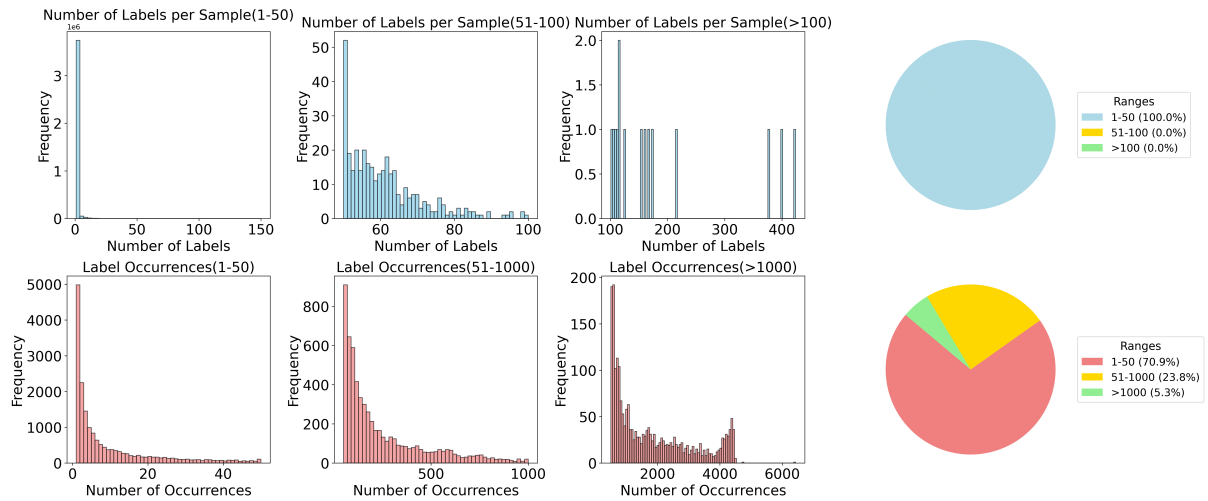 Number of Labels per Sample(1-50)
1e6
3
2
1
0
0
50
100
150
Frequency
Number of Labels
Number of Labels per Sample(51-100)
50
40
30
20
10
0
60
80
100
Frequency
Number of Labels
Number of Labels per Sample(>100)
2.0
1.5
1.0
0.5
0.0
100
200
300
400
Frequency
Number of Labels
Ranges
1-50 (100.0%)
51-100 (0.0%)
>100 (0.0%)
Label Occurrences(1-50)
5000
4000
3000
2000
1000
0
0
20
40
Frequency
Number of Occurrences
Label Occurrences(51-1000)
800
600
400
200
0
500
1000
Frequency
Number of Occurrences
Label Occurrences(>1000)
200
150
100
50
0
2000
4000
6000
Frequency
Number of Occurrences
Ranges
1-50 (70.9%)
51-1000 (23.8%)
>1000 (5.3%)